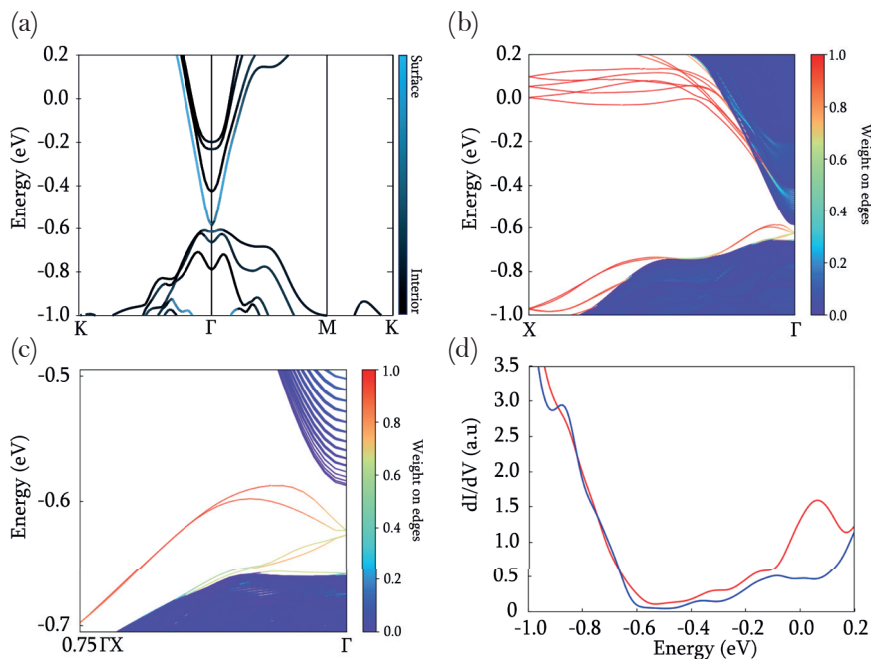 (a)
0.2
0.0
-0.2
-0.4
-0.6
-0.8
-1.0
Energy (eV)
K
Γ
M
K
Surface
Interior
(b)
0.2
0.0
-0.2
-0.4
-0.6
-0.8
-1.0
Energy (eV)
X
Γ
1.0
0.8
0.6
0.4
0.2
0.0
Weight on edges
(c)
-0.5
-0.6
-0.7
Energy (eV)
0.75ΓX
Γ
1.0
0.8
0.6
0.4
0.2
0.0
Weight on edges
(d)
3.5
3.0
2.5
2.0
1.5
1.0
0.5
0
dI/dV (a.u)
-1.0
-0.8
-0.6
-0.4
-0.2
0.0
0.2
Energy (eV)